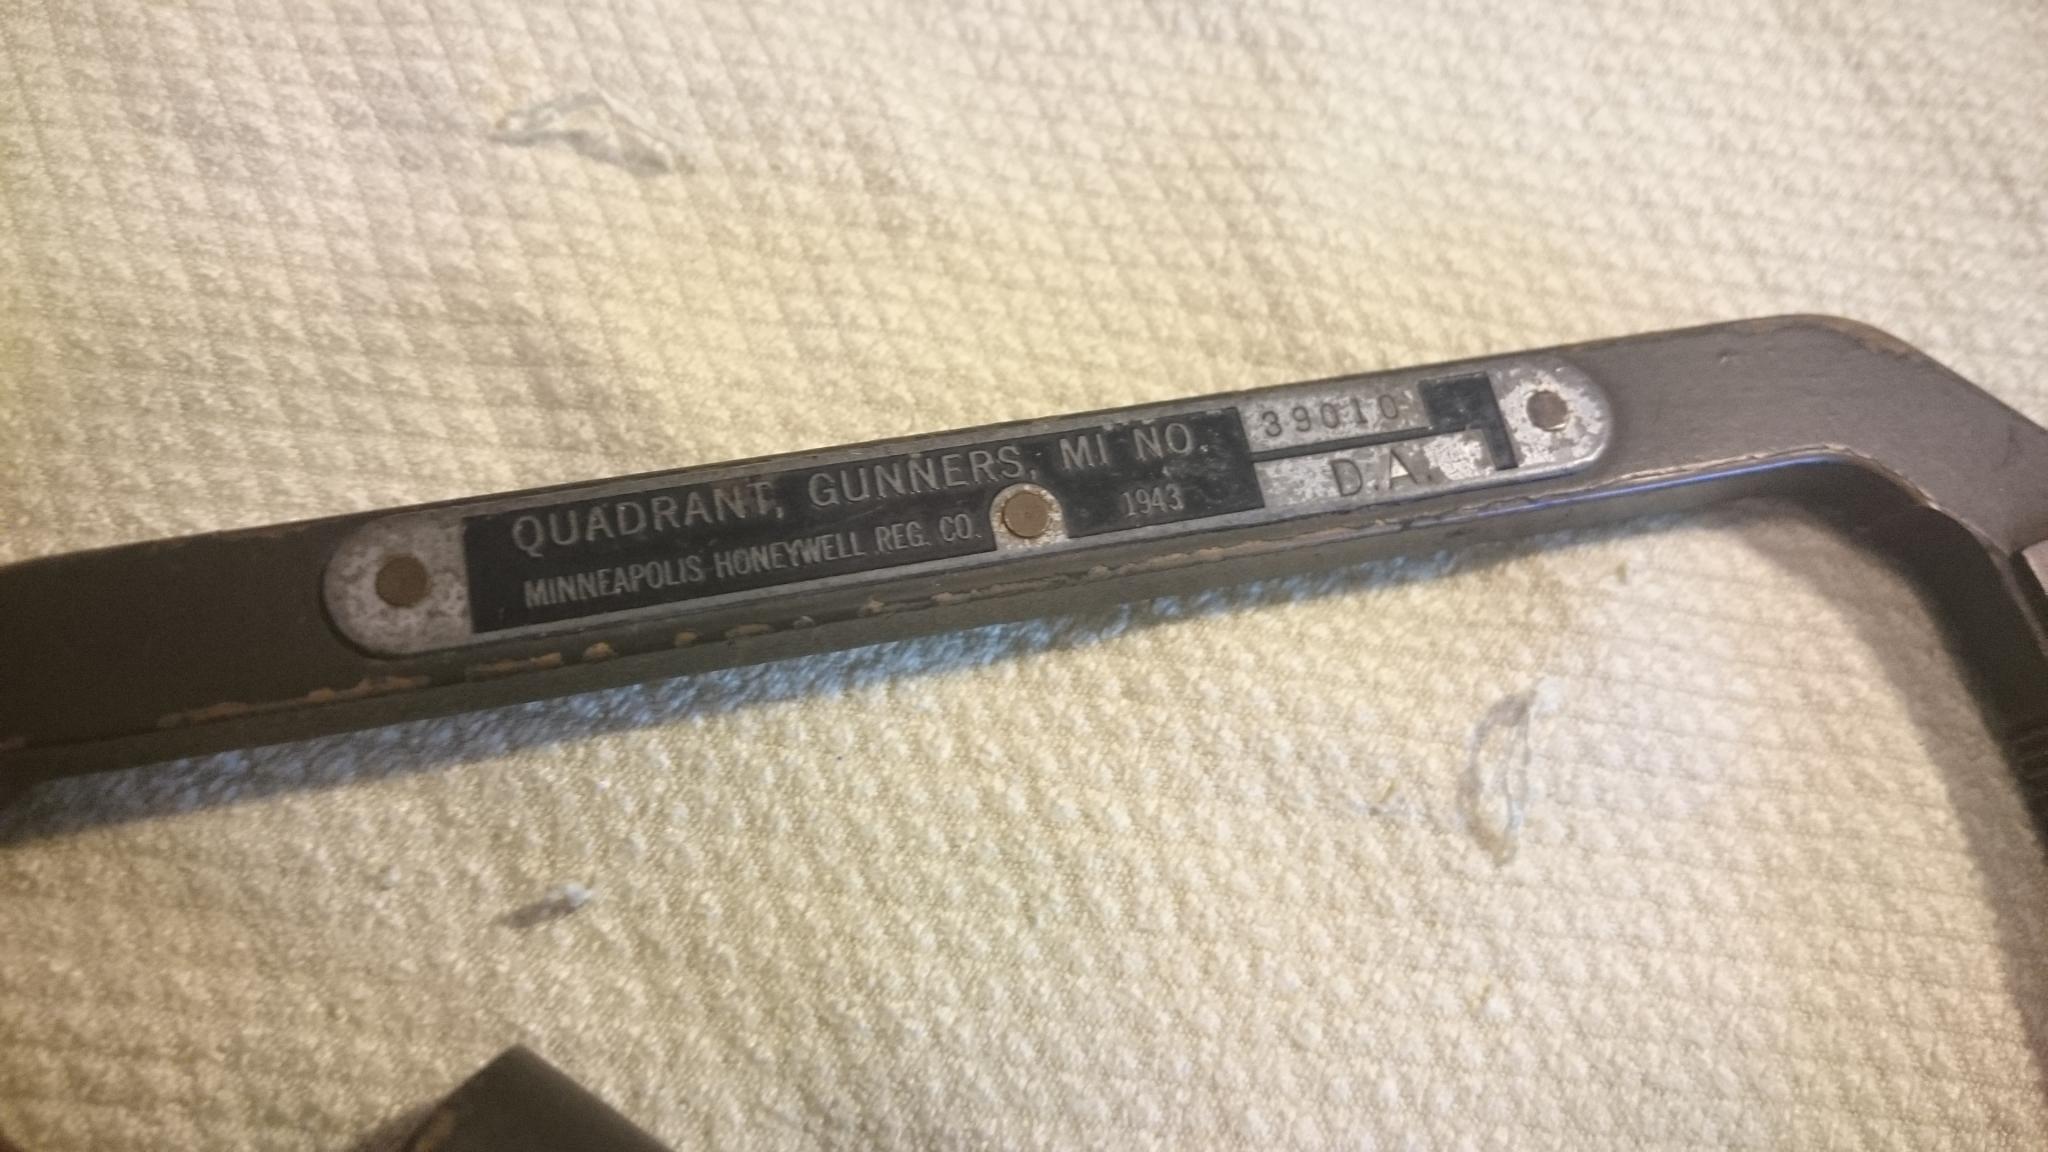 QUADRANT, GUNNERS, MI NO. 39010
MINNEAPOLIS HONEYWELL REG. CO. 1943 D.A.